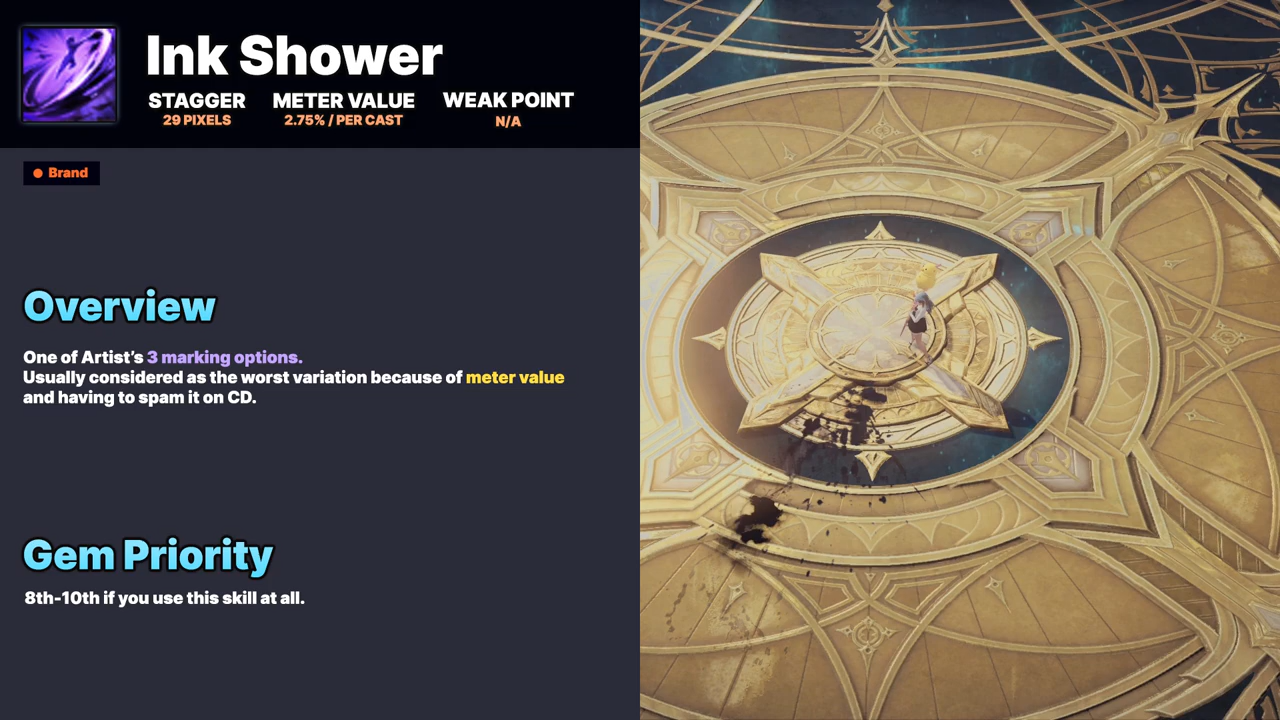 Ink Shower
STAGGER
29 PIXELS
METER VALUE
2.75% / PER CAST
WEAK POINT
N/A
Brand
Overview
One of Artist's 3 marking options.
Usually considered as the worst variation because of meter value
and having to spam it on CD.
Gem Priority
8th-10th if you use this skill at all.